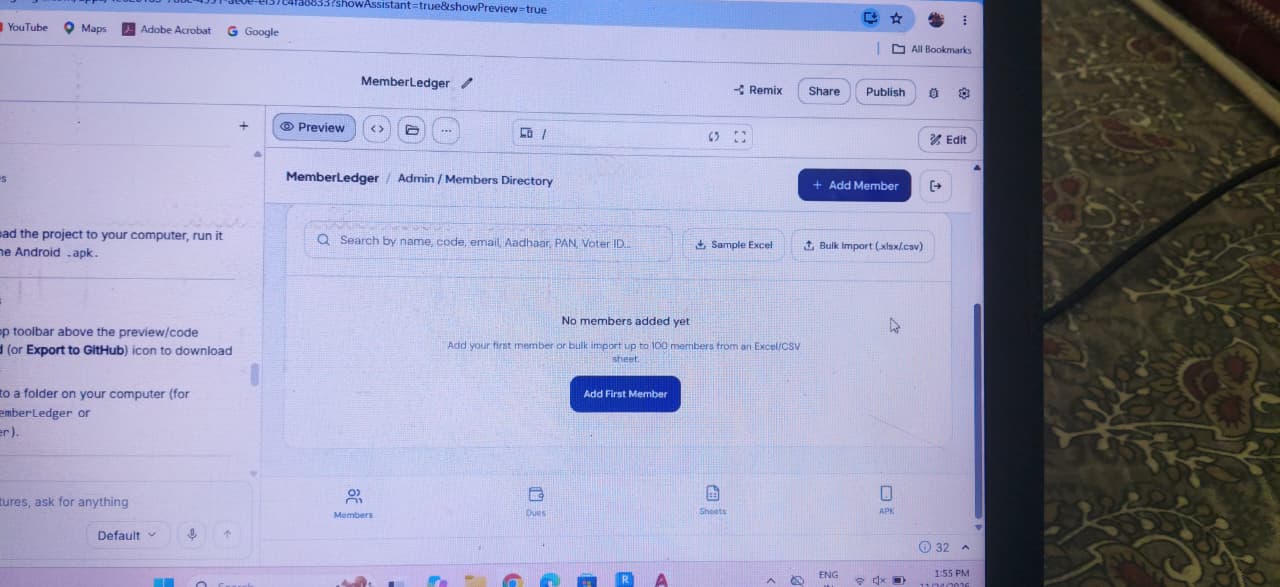 ?showAssistant=true&showPreview=true
YouTube Maps Adobe Acrobat Google
All Bookmarks
MemberLedger
Remix Share Publish
Preview
/
Edit
MemberLedger / Admin / Members Directory
+ Add Member
ad the project to your computer, run it
Android .apk.
Search by name, code, email, Aadhaar, PAN, Voter ID...
Sample Excel
Bulk Import (.xlsx/.csv)
No members added yet
Add your first member or bulk import up to 100 members from an Excel/CSV
sheet.
Add First Member
toolbar above the preview/code
(or Export to GitHub) icon to download
to a folder on your computer (for
emberLedger or
er).
tures, ask for anything
Default
Members
Dues
Sheets
APK
32
ENG
1:55 PM